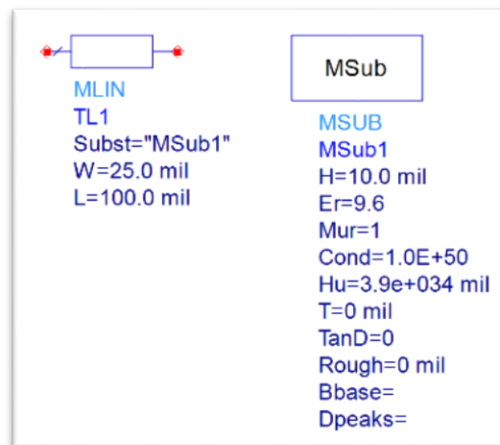 MLIN
TL1
Subst="MSub1"
W=25.0 mil
L=100.0 mil
MSub
MSUB
MSub1
H=10.0 mil
Er=9.6
Mur=1
Cond=1.0E+50
Hu=3.9e+034 mil
T=0 mil
TanD=0
Rough=0 mil
Bbase=
Dpeaks=